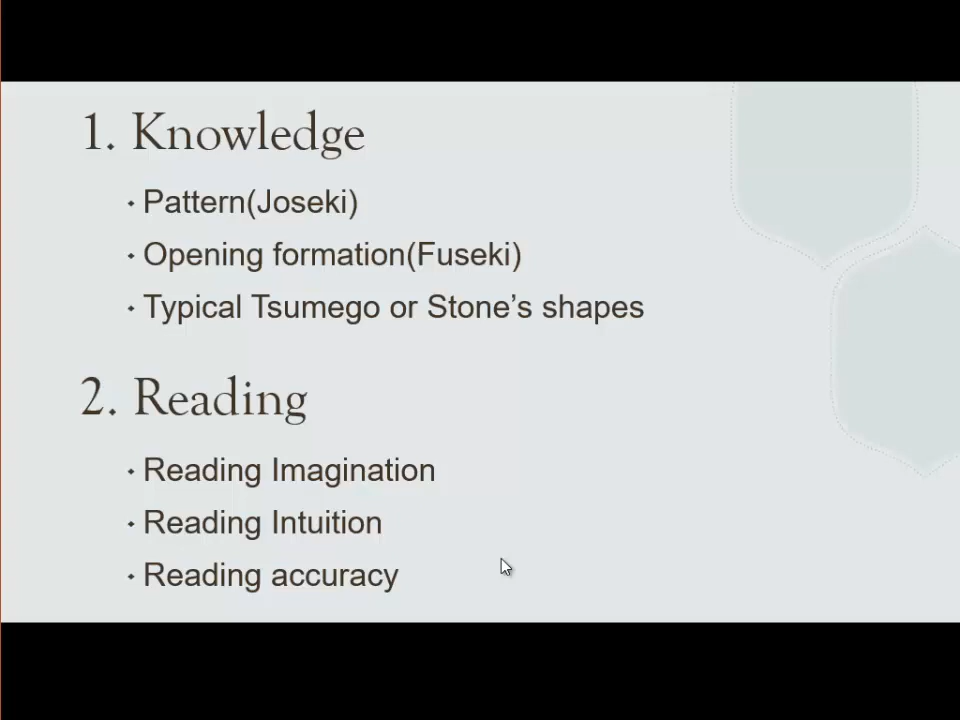 1. Knowledge
Pattern(Joseki)
Opening formation(Fuseki)
Typical Tsumego or Stone’s shapes
2. Reading
Reading Imagination
Reading Intuition
Reading accuracy